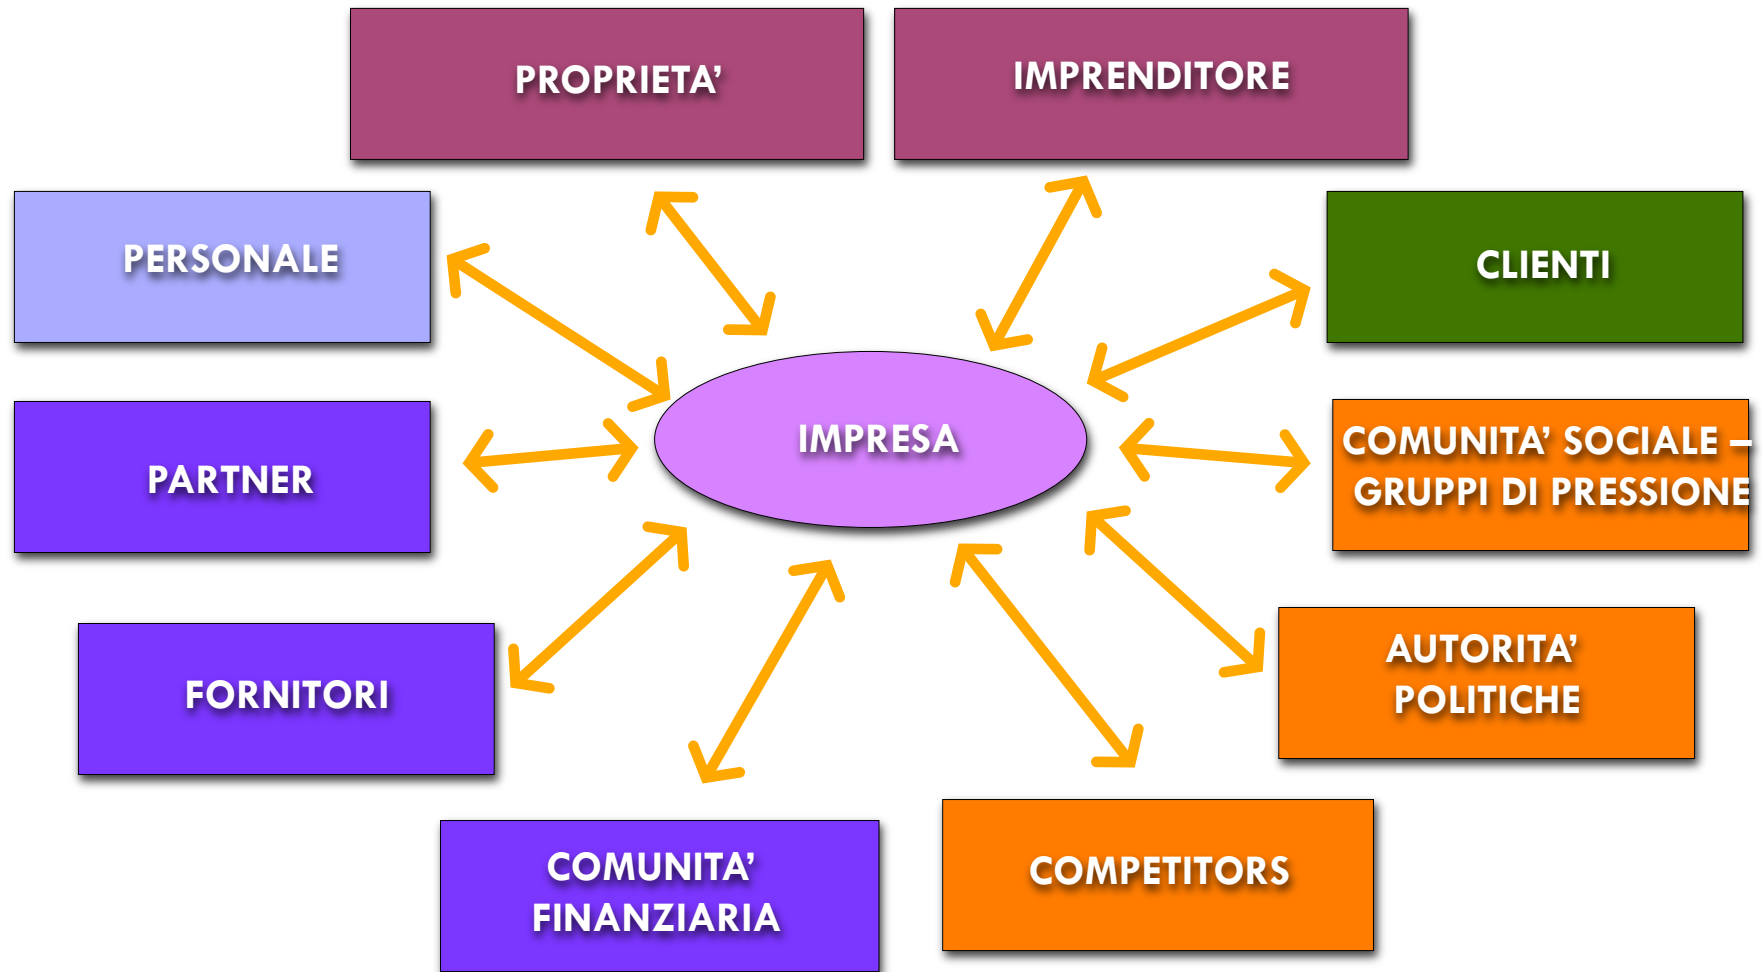 PROPRIETA’
IMPRENDITORE
PERSONALE
CLIENTI
IMPRESA
COMUNITA’ SOCIALE –
GRUPPI DI PRESSIONE
PARTNER
AUTORITA’
POLITICHE
FORNITORI
COMUNITA’
FINANZIARIA
COMPETITORS